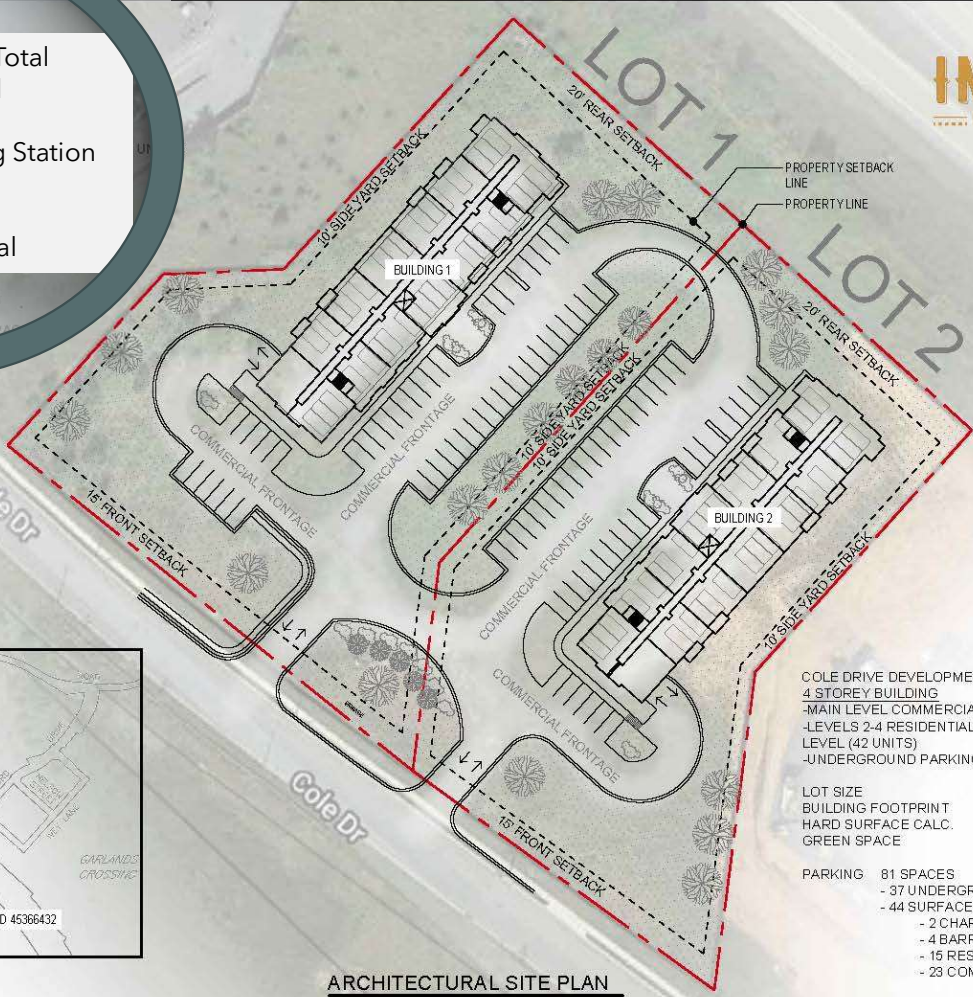 Total
g Station
al
IN
LOT 1
20' REAR SETBACK
PROPERTY SETBACK
LINE
PROPERTY LINE
LOT 2
20' REAR SETBACK
10' SIDE YARD SETBACK
BUILDING 1
10' SIDE YARD SETBACK
10' SIDE YARD SETBACK
COMMERCIAL FRONTAGE
COMMERCIAL FRONTAGE
15' FRONT SETBACK
COMMERCIAL FRONTAGE
BUILDING 2
COMMERCIAL FRONTAGE
10' SIDE YARD SETBACK
15' FRONT SETBACK
le Dr
Cole Dr
GARLANDS
CROSSING
D 45366432
COLE DRIVE DEVELOPME
4 STOREY BUILDING
-MAIN LEVEL COMMERCIA
-LEVELS 2-4 RESIDENTIAL
LEVEL (42 UNITS)
-UNDERGROUND PARKING
LOT SIZE
BUILDING FOOTPRINT
HARD SURFACE CALC.
GREEN SPACE
PARKING 81 SPACES
- 37 UNDERGR
- 44 SURFACE
- 2 CHAR
- 4 BARR
- 15 RES
- 23 COM
ARCHITECTURAL SITE PLAN